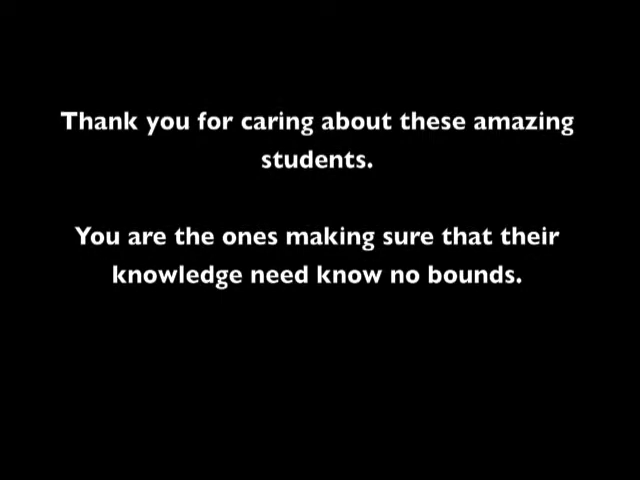 Thank you for caring about these amazing
students.
You are the ones making sure that their
knowledge need know no bounds.